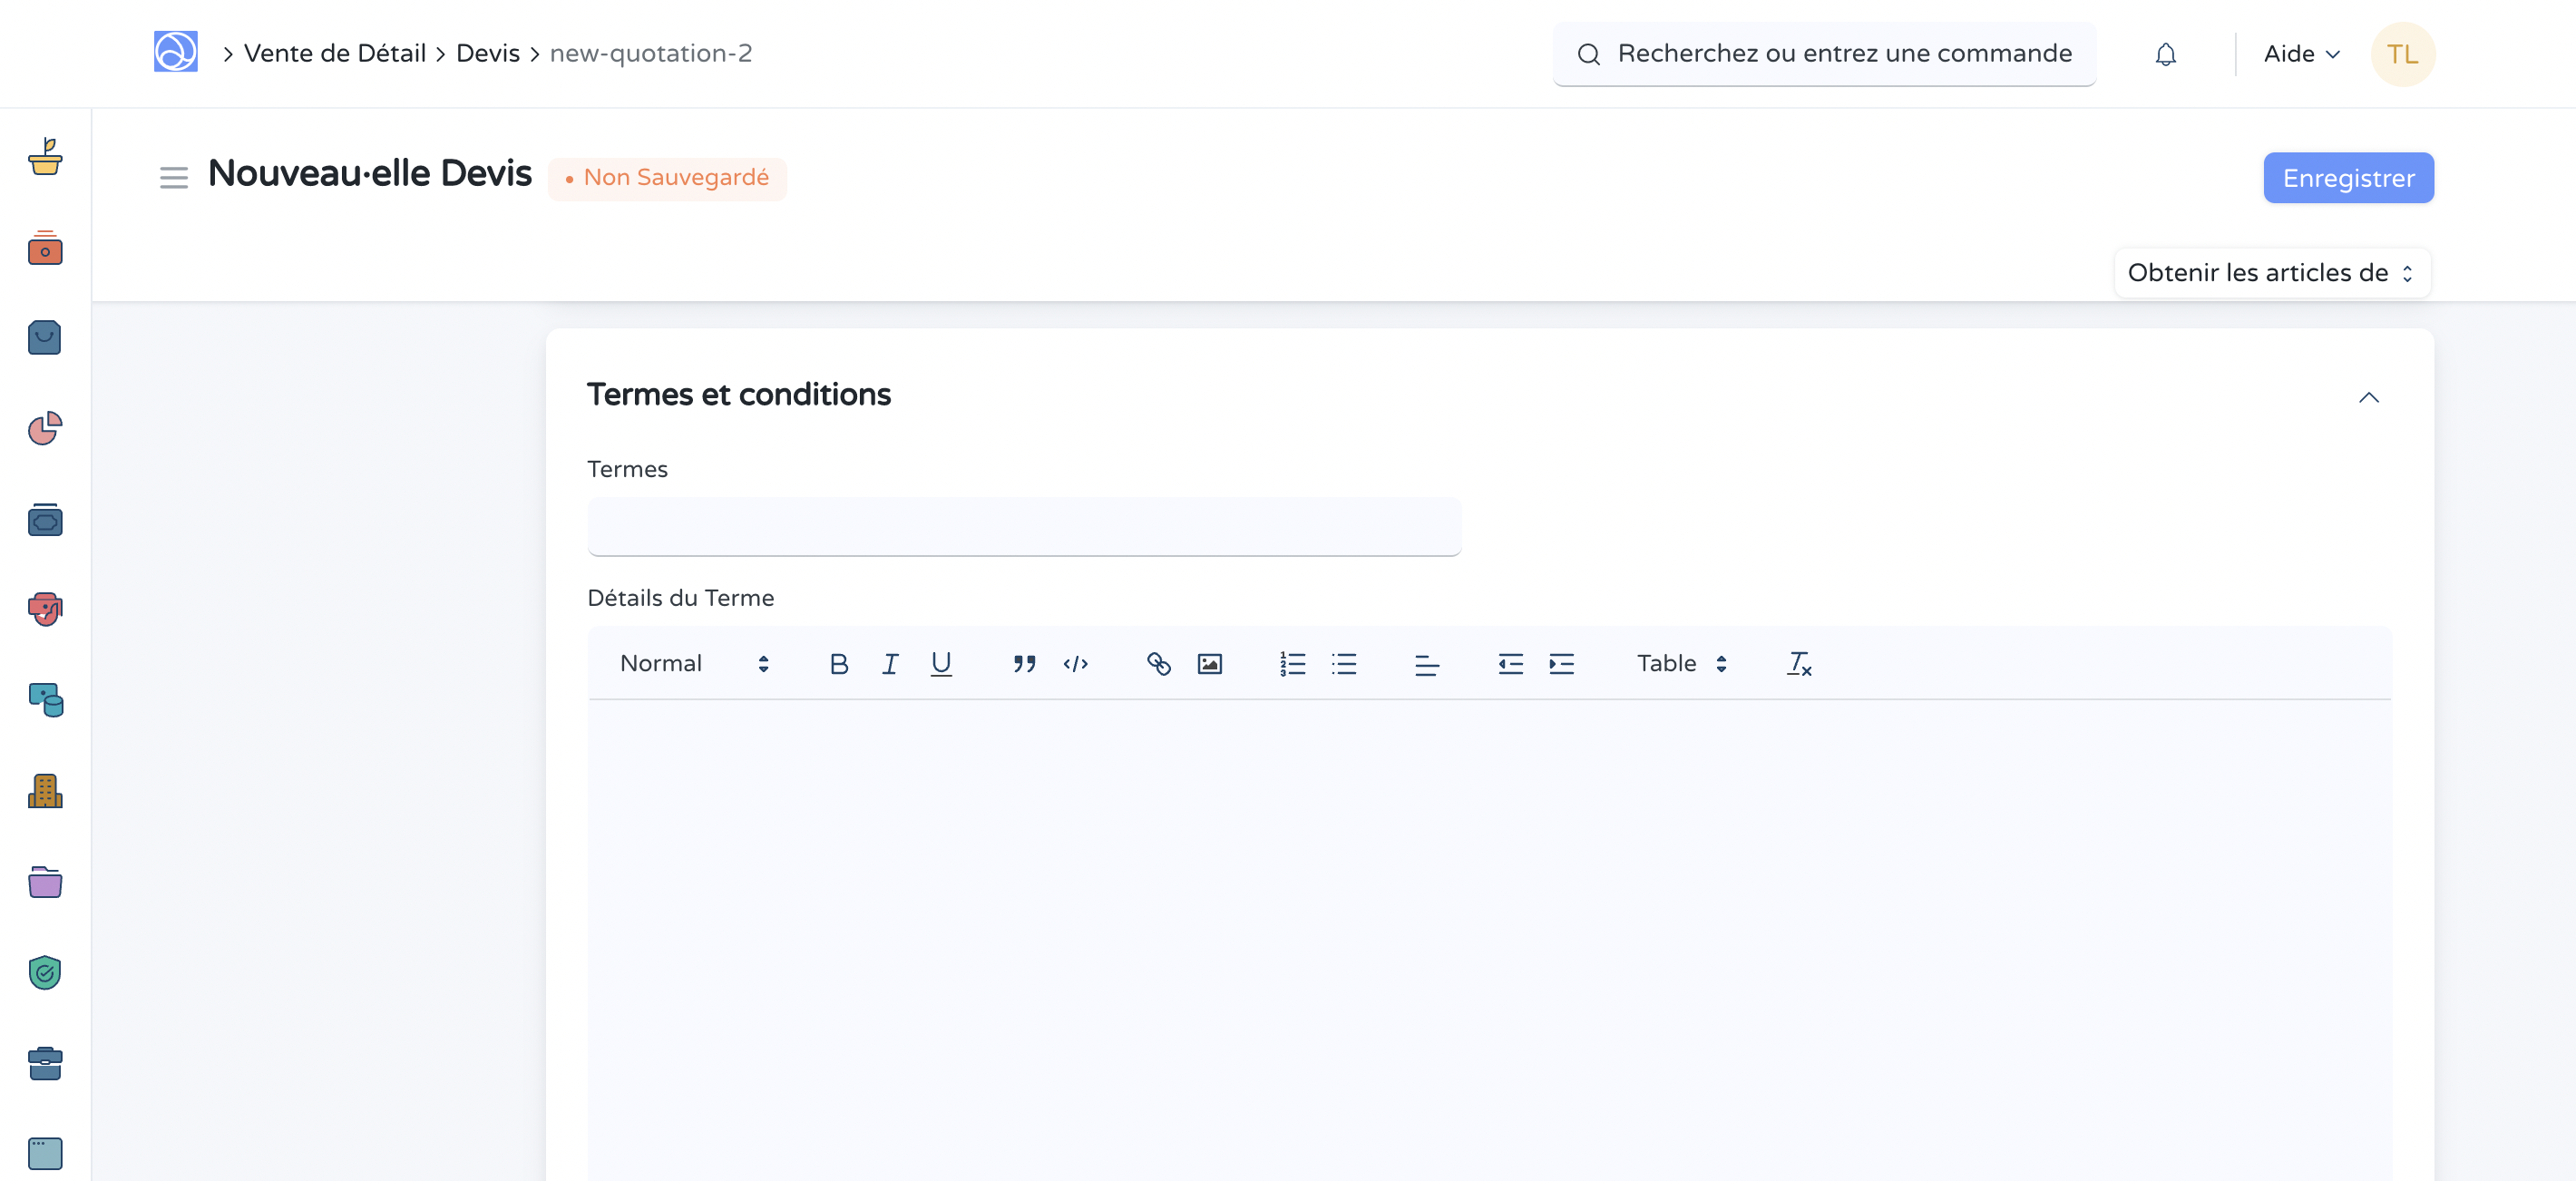 Vente de Détail > Devis > new-quotation-2
Recherchez ou entrez une commande
Aide
TL
Nouveau·elle Devis
• Non Sauvegardé
Enregistrer
Obtenir les articles de
Termes et conditions
Termes
Détails du Terme
Normal
Table